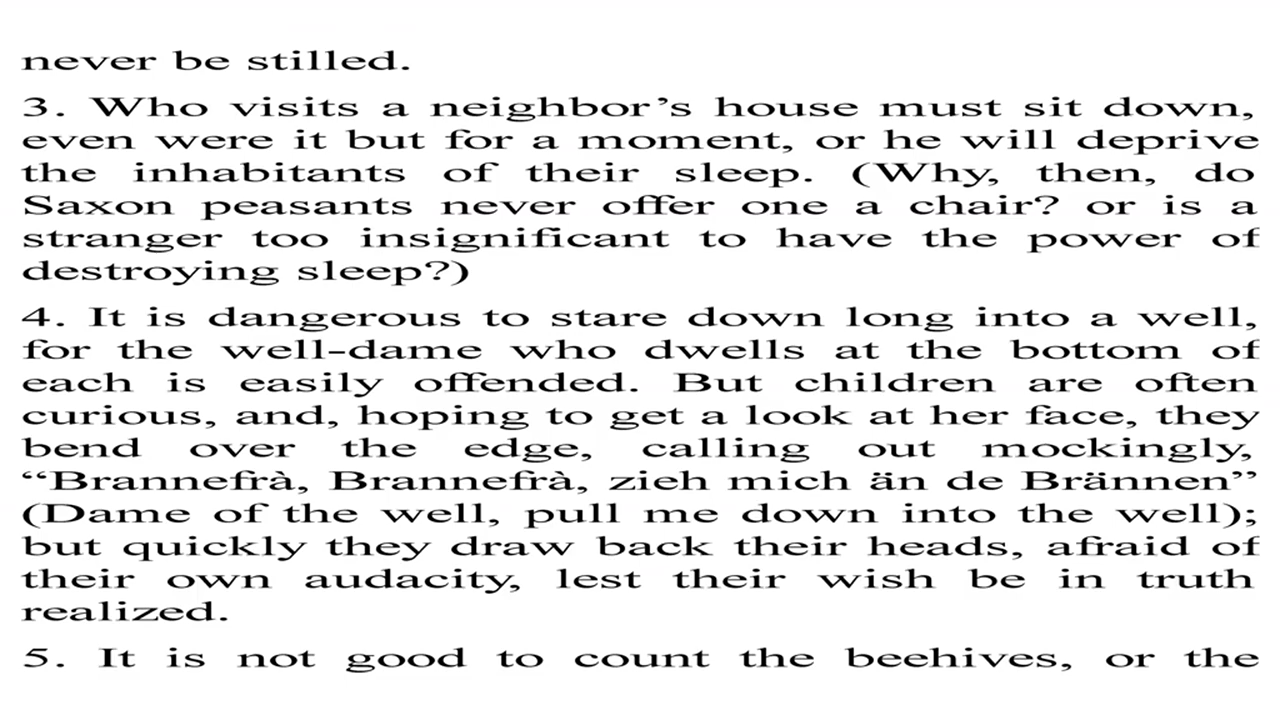 never be stilled.
3. Who visits a neighbor’s house must sit down,
even were it but for a moment, or he will deprive
the inhabitants of their sleep. (Why, then, do
Saxon peasants never offer one a chair? or is a
stranger too insignificant to have the power of
destroying sleep?)
4. It is dangerous to stare down long into a well,
for the well-dame who dwells at the bottom of
each is easily offended. But children are often
curious, and, hoping to get a look at her face, they
bend over the edge, calling out mockingly,
“Brannefrà, Brannefrà, zieh mich än de Brännen”
(Dame of the well, pull me down into the well);
but quickly they draw back their heads, afraid of
their own audacity, lest their wish be in truth
realized.
5. It is not good to count the beehives, or the